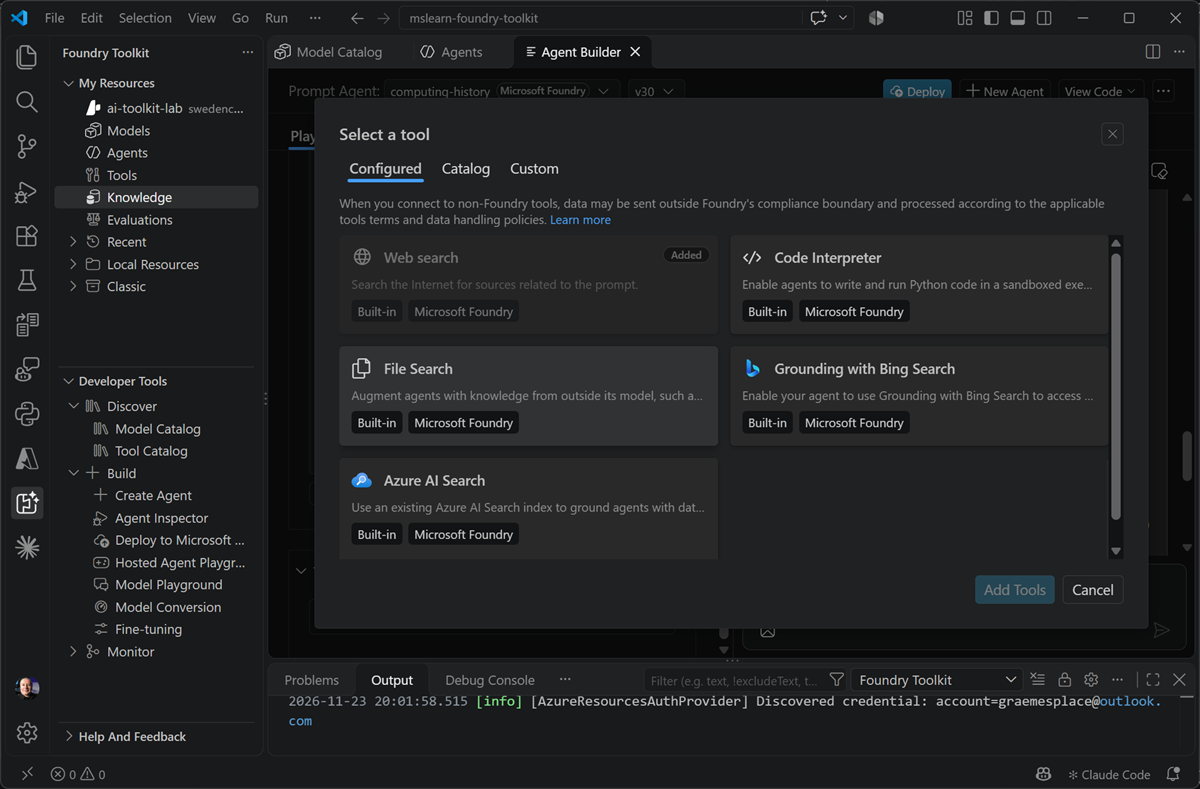 File Edit Selection View Go Run ··· mslearn-foundry-toolkit
Foundry Toolkit ···
My Resources
ai-toolkit-lab swedenc...
Models
Agents
Tools
Knowledge
Evaluations
Recent
Local Resources
Classic
Developer Tools
Discover
Model Catalog
Tool Catalog
Build
Create Agent
Agent Inspector
Deploy to Microsoft ...
Hosted Agent Playgr...
Model Playground
Model Conversion
Fine-tuning
Monitor
Help And Feedback
Model Catalog Agents Agent Builder
Prompt Agent: computing-history Microsoft Foundry v30 Deploy New Agent View Code ···
Play
Select a tool
Configured Catalog Custom
When you connect to non-Foundry tools, data may be sent outside Foundry's compliance boundary and processed according to the applicable
tools terms and data handling policies. Learn more
Web search Added
Search the Internet for sources related to the prompt.
Built-in Microsoft Foundry
Code Interpreter
Enable agents to write and run Python code in a sandboxed exe...
Built-in Microsoft Foundry
File Search
Augment agents with knowledge from outside its model, such a...
Built-in Microsoft Foundry
Grounding with Bing Search
Enable your agent to use Grounding with Bing Search to access ...
Built-in Microsoft Foundry
Azure AI Search
Use an existing Azure AI Search index to ground agents with dat...
Built-in Microsoft Foundry
Add Tools Cancel
Problems Output Debug Console ··· Filter (e.g. text, !excludeText, t... Foundry Toolkit ···
2026-11-23 20:01:58.515 [info] [AzureResourcesAuthProvider] Discovered credential: account=graemesplace@outlook.
com
0 0 Claude Code